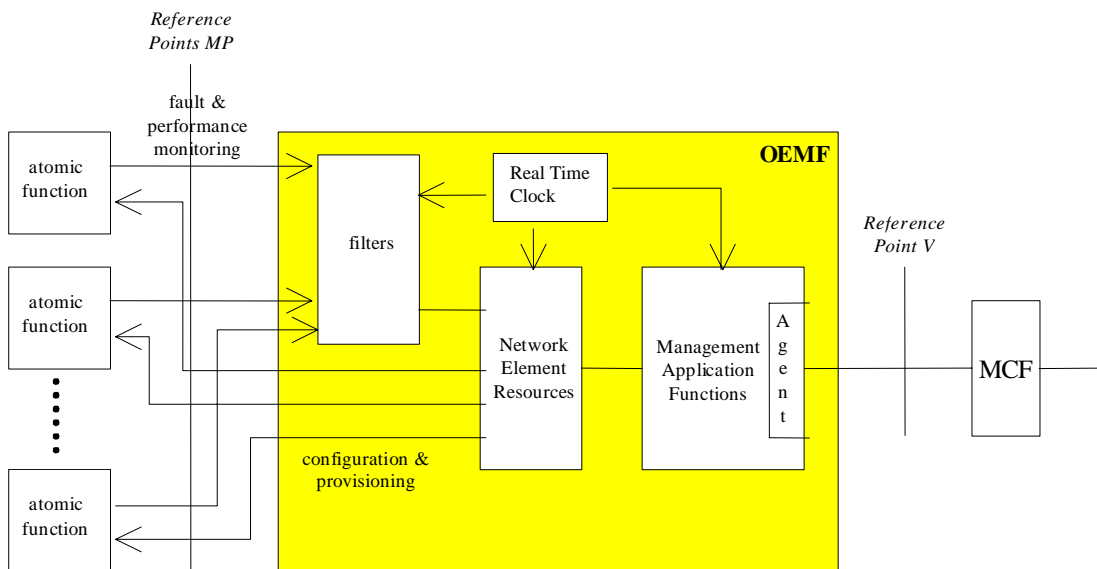 Reference
Points MP
fault &
performance
monitoring
OEMF
atomic
function
Real Time
Clock
filters
Reference
Point V
atomic
function
Network
Element
Resources
Management
Application
Functions
A
g
e
n
t
MCF
configuration &
provisioning
atomic
function